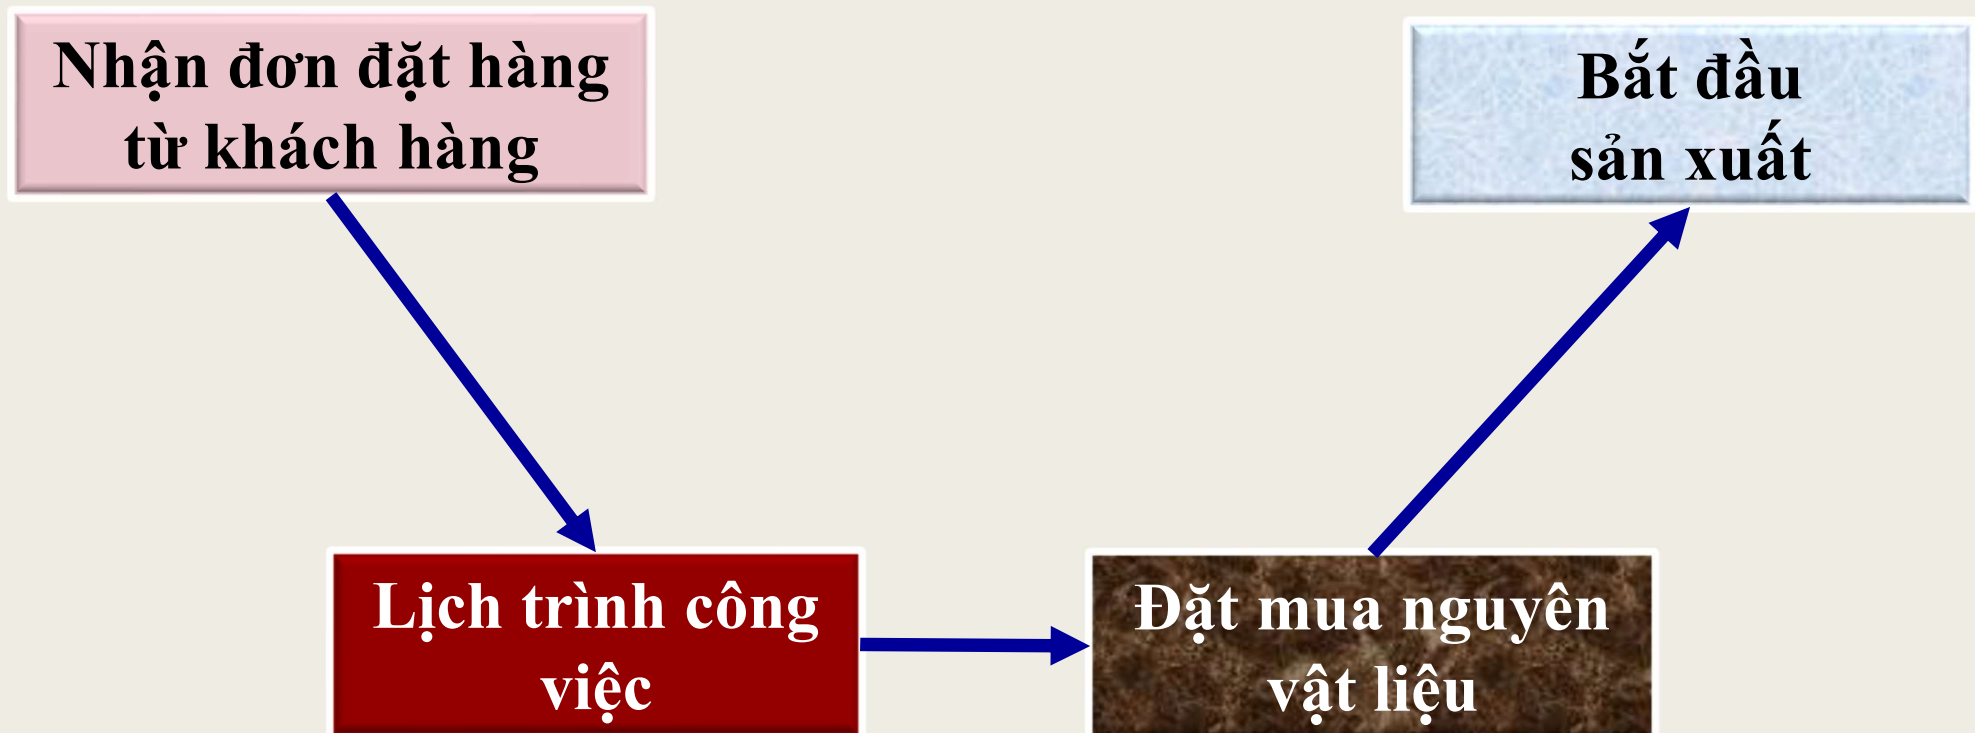 Nhận đơn đặt hàng
từ khách hàng
Bắt đầu
sản xuất
Lịch trình công
việc
Đặt mua nguyên
vật liệu